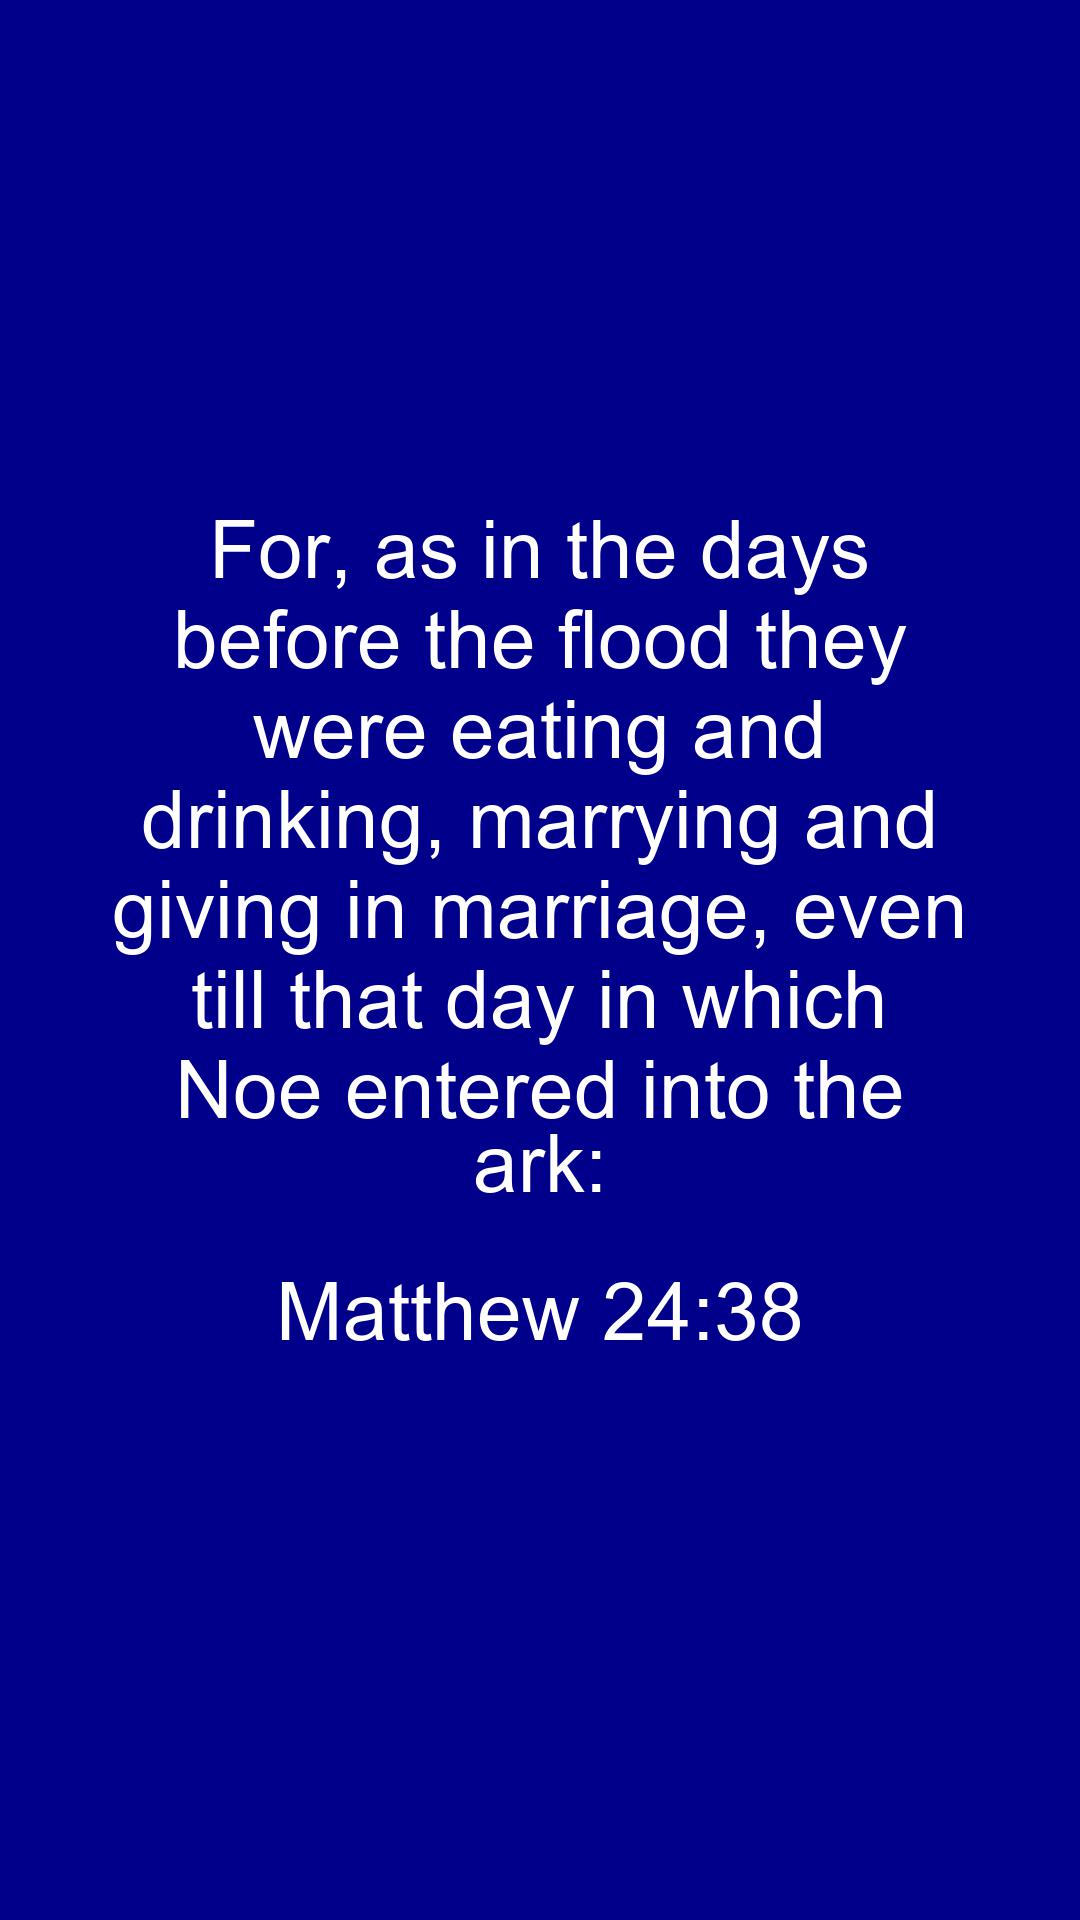 For, as in the days
before the flood they
were eating and
drinking, marrying and
giving in marriage, even
till that day in which
Noe entered into the
ark:
Matthew 24:38